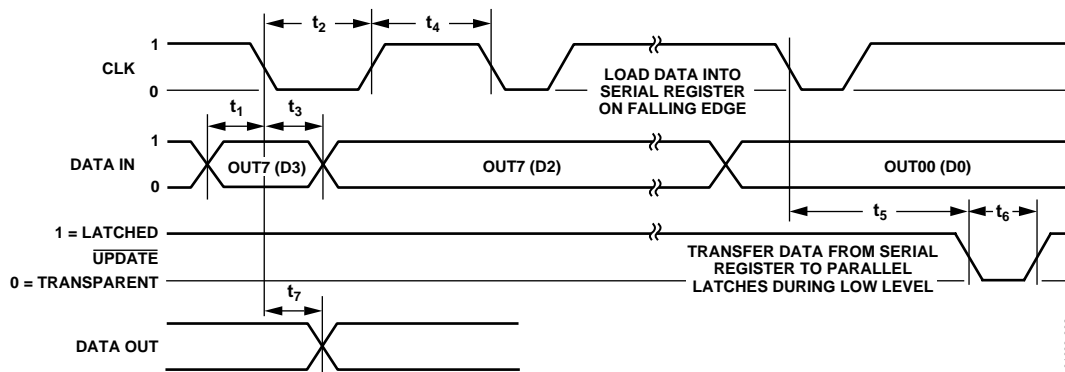 t2
t4
1
CLK
0
LOAD DATA INTO
SERIAL REGISTER
ON FALLING EDGE
t1
t3
1
DATA IN
0
OUT7 (D3)
OUT7 (D2)
OUT00 (D0)
t5
t6
1 = LATCHED
UPDATE
0 = TRANSPARENT
TRANSFER DATA FROM SERIAL
REGISTER TO PARALLEL
LATCHES DURING LOW LEVEL
t7
DATA OUT